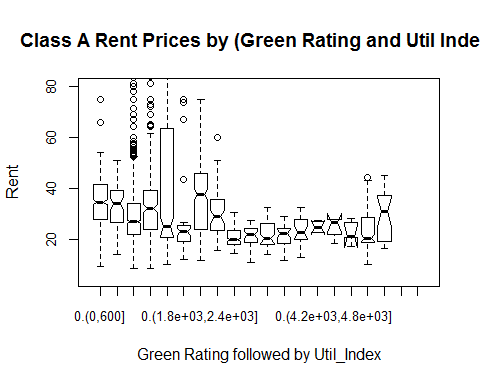 Class A Rent Prices by (Green Rating and Util Inde
80
60
40
20
Rent
0.(0,600]
0.(1.8e+03,2.4e+03]
0.(4.2e+03,4.8e+03]
Green Rating followed by Util_Index